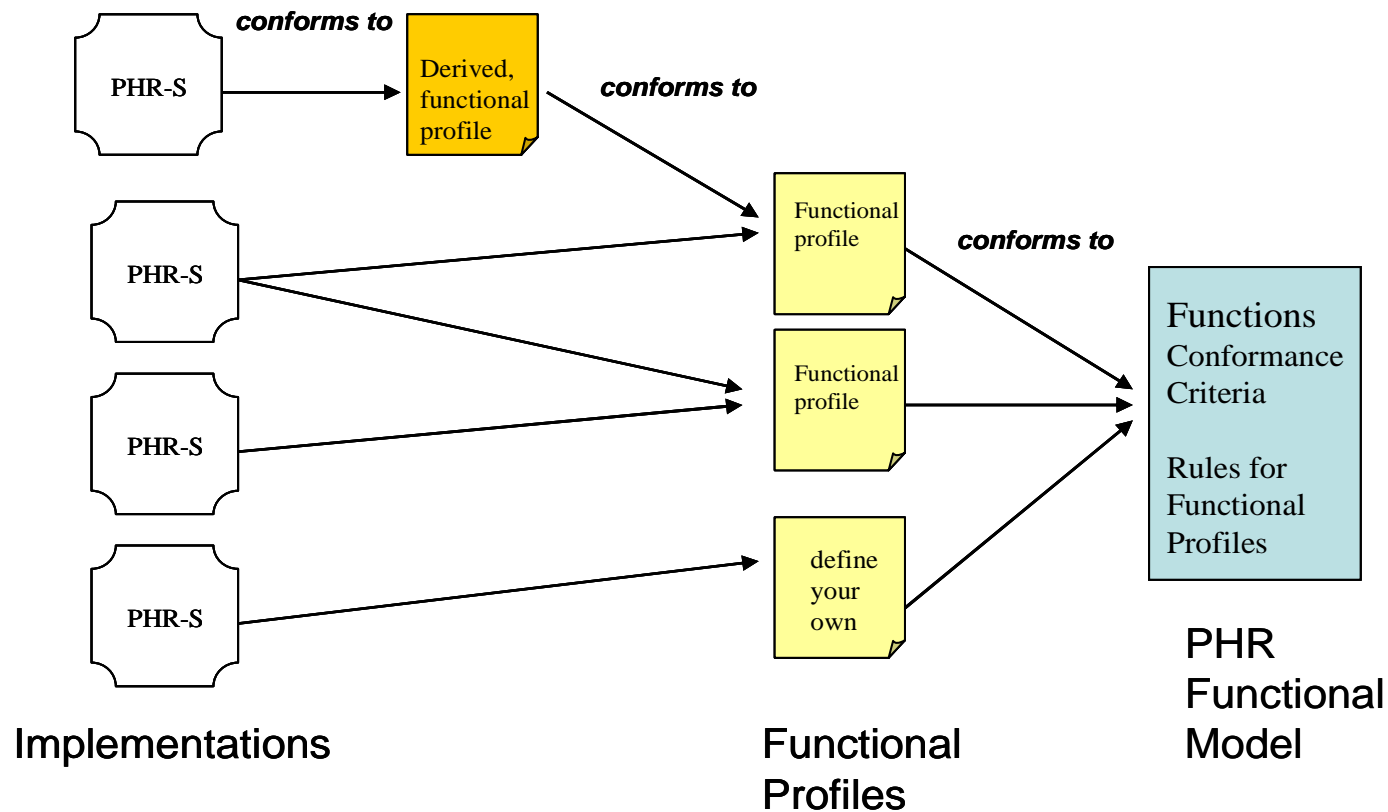 conforms to
PHR-S
Derived,
functional
profile
conforms to
PHR-S
Functional
profile
conforms to
PHR-S
Functional
profile
Functions
Conformance
Criteria
Rules for
Functional
Profiles
PHR-S
define
your
own
Implementations
Functional
Profiles
PHR
Functional
Model